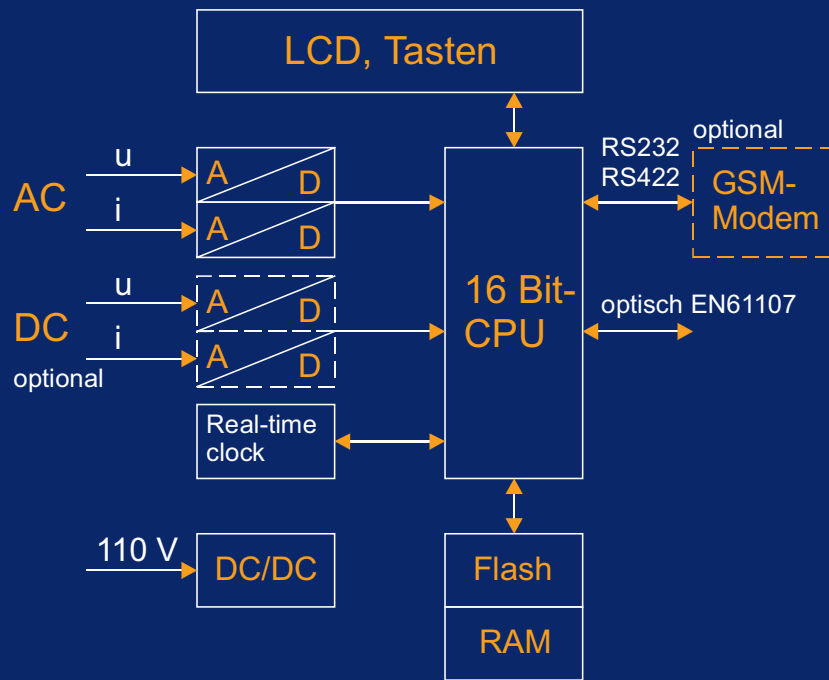 LCD, Tasten
optional
RS232
RS422
GSM-
Modem
AC
u
A
D
i
A
D
DC
optional
u
A
D
i
A
D
16 Bit-
CPU
optisch EN61107
Real-time
clock
110 V
DC/DC
Flash
RAM